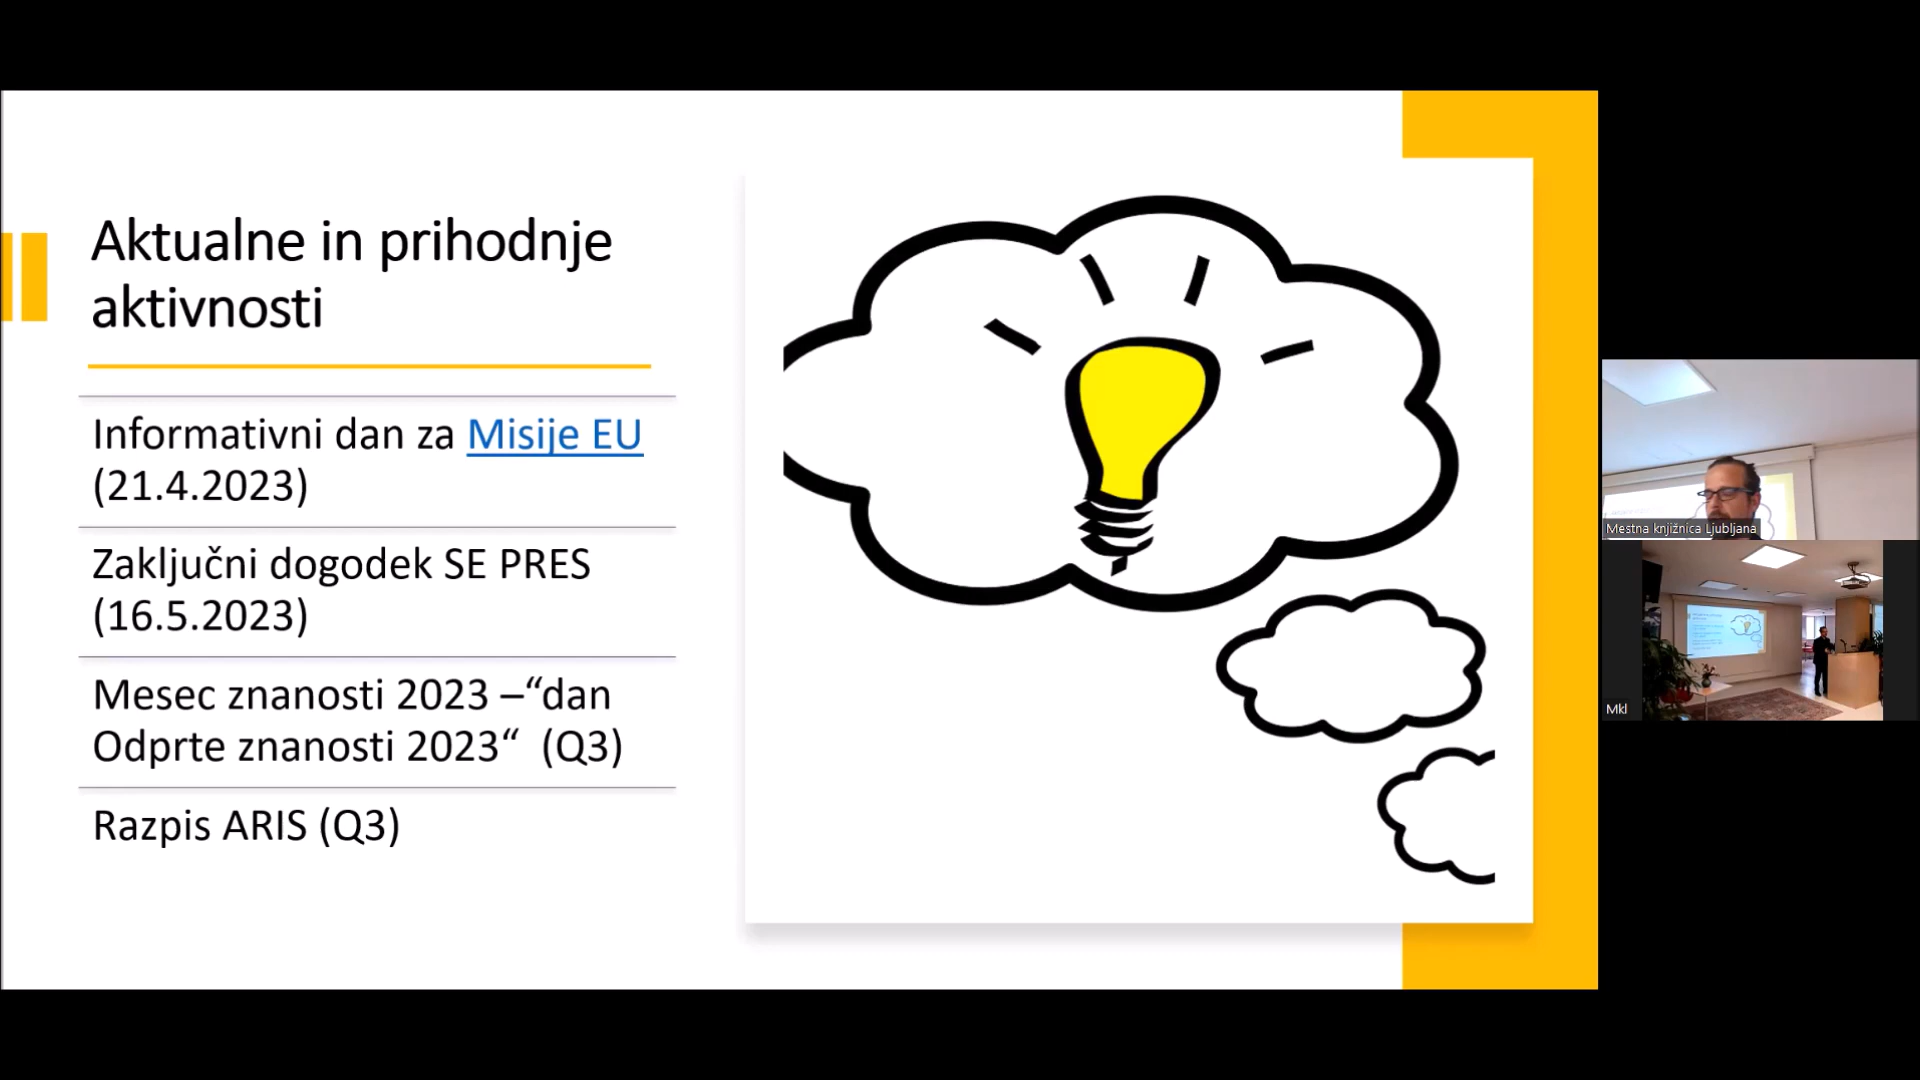 Aktualne in prihodnje
aktivnosti
Informativni dan za Misije EU
(21.4.2023)
Zaključni dogodek SE PRES
(16.5.2023)
Mesec znanosti 2023 –“dan
Odprte znanosti 2023“ (Q3)
Razpis ARIS (Q3)
Mestna knjižnica Ljubljana
Mkl